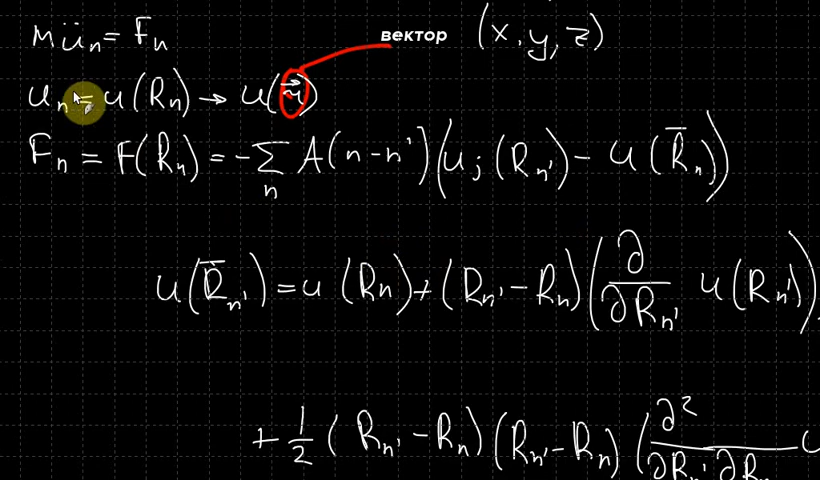 mü_n = F_n
вектор (x, y, z)
u_n = u(R_n) → u(r⃗)
F_n = F(R_n) = -∑_n A(n-n')(u_j(R_n') - u(R̄_n))
u(R̄_n') = u(R_n) + (R_n' - R_n)(∂/∂R_n' u(R_n'))
+ 1/2 (R_n' - R_n)(R_n' - R_n)(∂²/∂R_n' ∂R_n